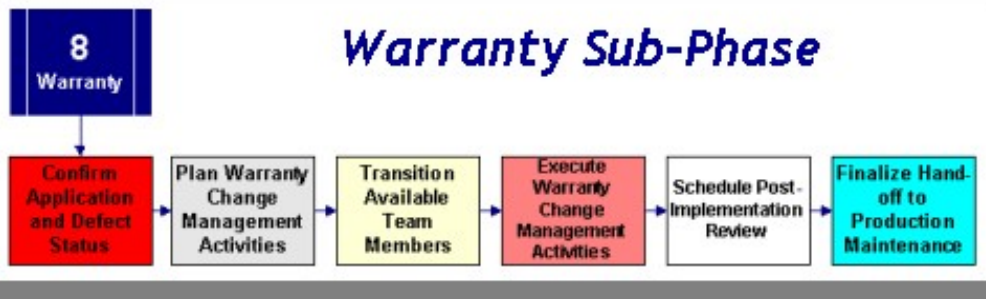 8
Warranty
Warranty Sub-Phase
Confirm
Application
and Defect
Status
Plan Warranty
Change
Management
Activities
Transition
Available
Team
Members
Execute
Warranty
Change
Management
Activities
Schedule Post-
Implementation
Review
Finalize Hand-
off to
Production
Maintenance